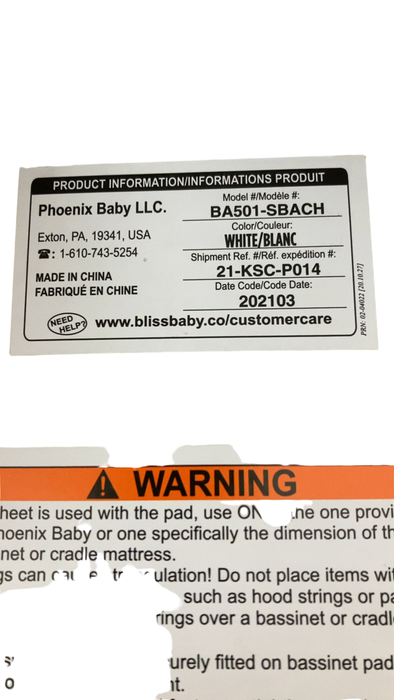 PRODUCT INFORMATION/INFORMATIONS PRODUIT
Phoenix Baby LLC.
Exton, PA, 19341, USA
☎: 1-610-743-5254
MADE IN CHINA
FABRIQUÉ EN CHINE
Model #/Modèle #:
BA501-SBACH
Color/Couleur:
WHITE/BLANC
Shipment Ref. #/Réf. expédition #:
21-KSC-P014
Date Code/Code Date:
202103
NEED HELP?
www.blissbaby.co/customercare
PRN: 02-04022 [20.10.27]
WARNING
heet is used with the pad, use ON he one provi
hoenix Baby or one specifically the dimension of th
net or cradle mattress.
gs can ulation! Do not place items wit
such as hood strings or pa
rings over a bassinet or cradl
urely fitted on bassinet pad
nt.